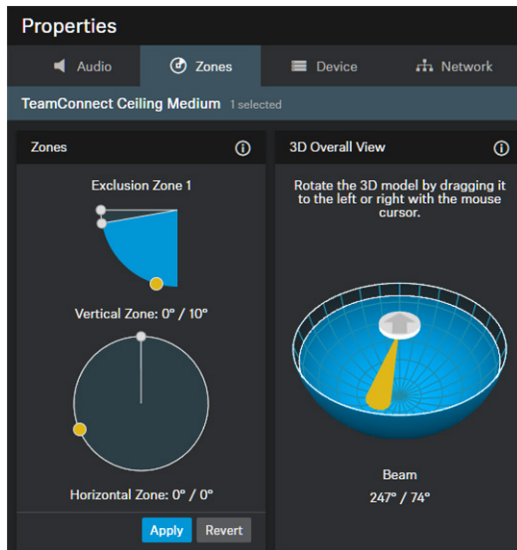 Properties
Audio
Zones
Device
Network
TeamConnect Ceiling Medium 1 selected
Zones
Exclusion Zone 1
Vertical Zone: 0° / 10°
Horizontal Zone: 0° / 0°
Apply
Revert
3D Overall View
Rotate the 3D model by dragging it
to the left or right with the mouse
cursor.
Beam
247° / 74°